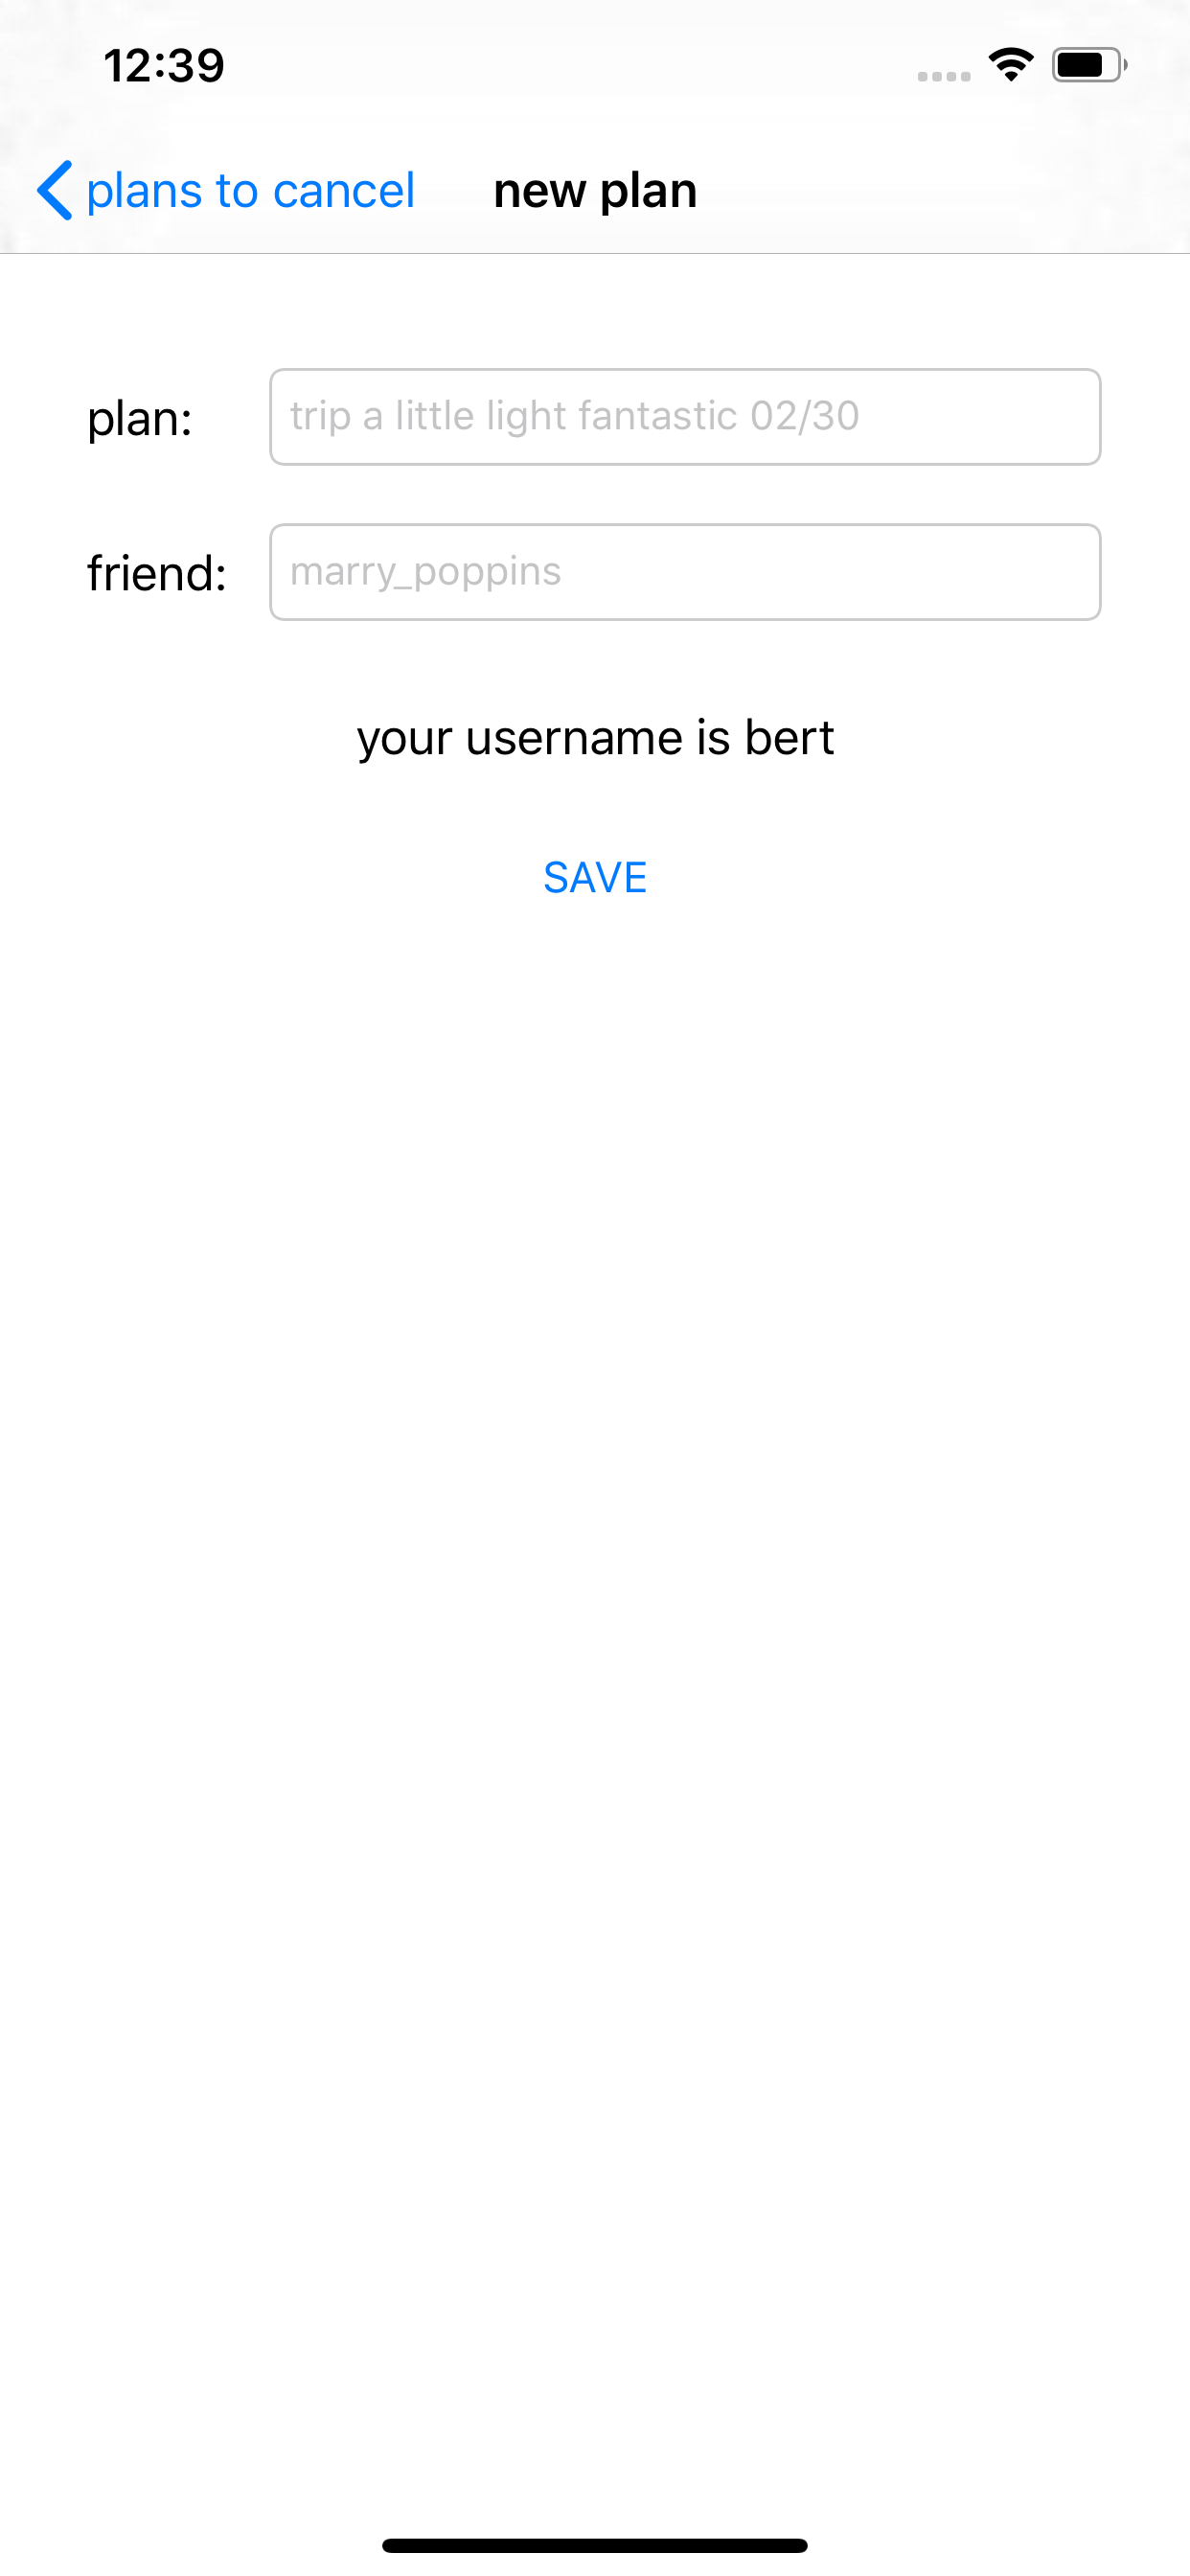 12:39
plans to cancel
new plan
plan:
trip a little light fantastic 02/30
friend:
marry_poppins
your username is bert
SAVE